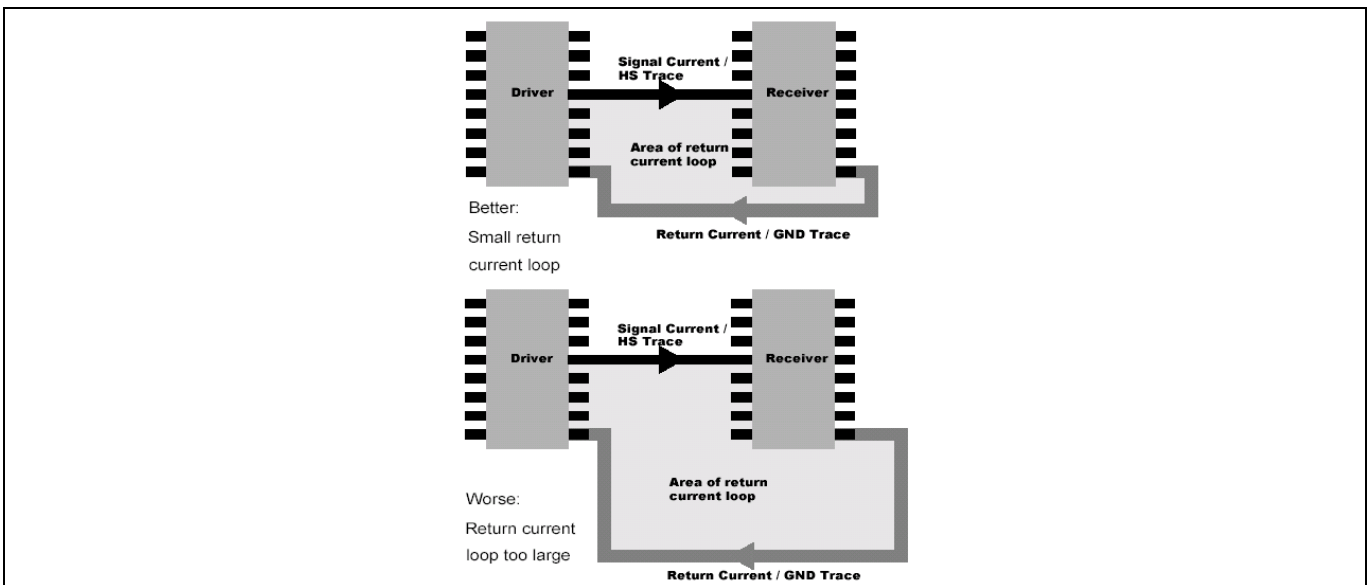 Signal Current /
HS Trace
Driver
Receiver
Area of return
current loop
Better:
Small return
current loop
Return Current / GND Trace
Signal Current /
HS Trace
Driver
Receiver
Area of return
current loop
Worse:
Return current
loop too large
Return Current / GND Trace